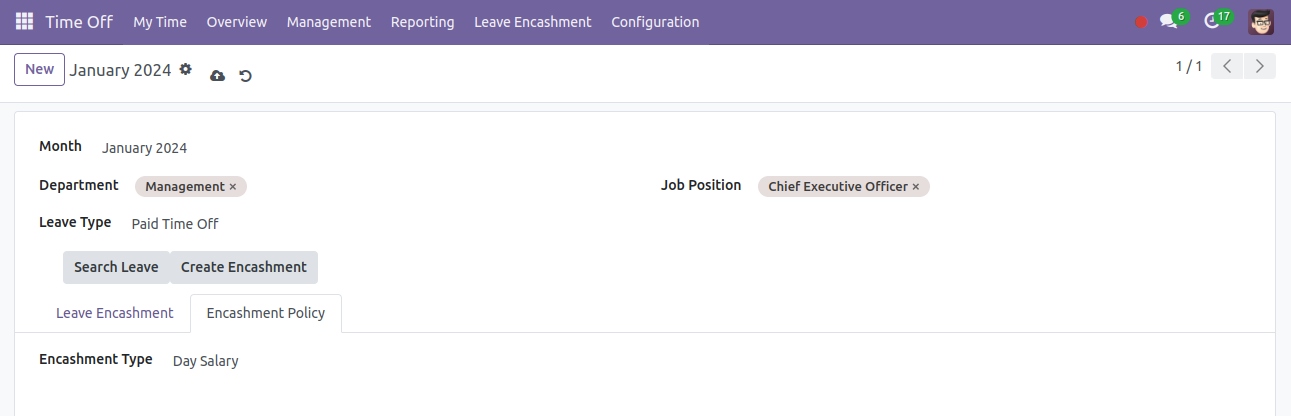 Time Off My Time Overview Management Reporting Leave Encashment Configuration 6 17
New January 2024 1 / 1
Month January 2024
Department Management × Job Position Chief Executive Officer ×
Leave Type Paid Time Off
Search Leave Create Encashment
Leave Encashment Encashment Policy
Encashment Type Day Salary